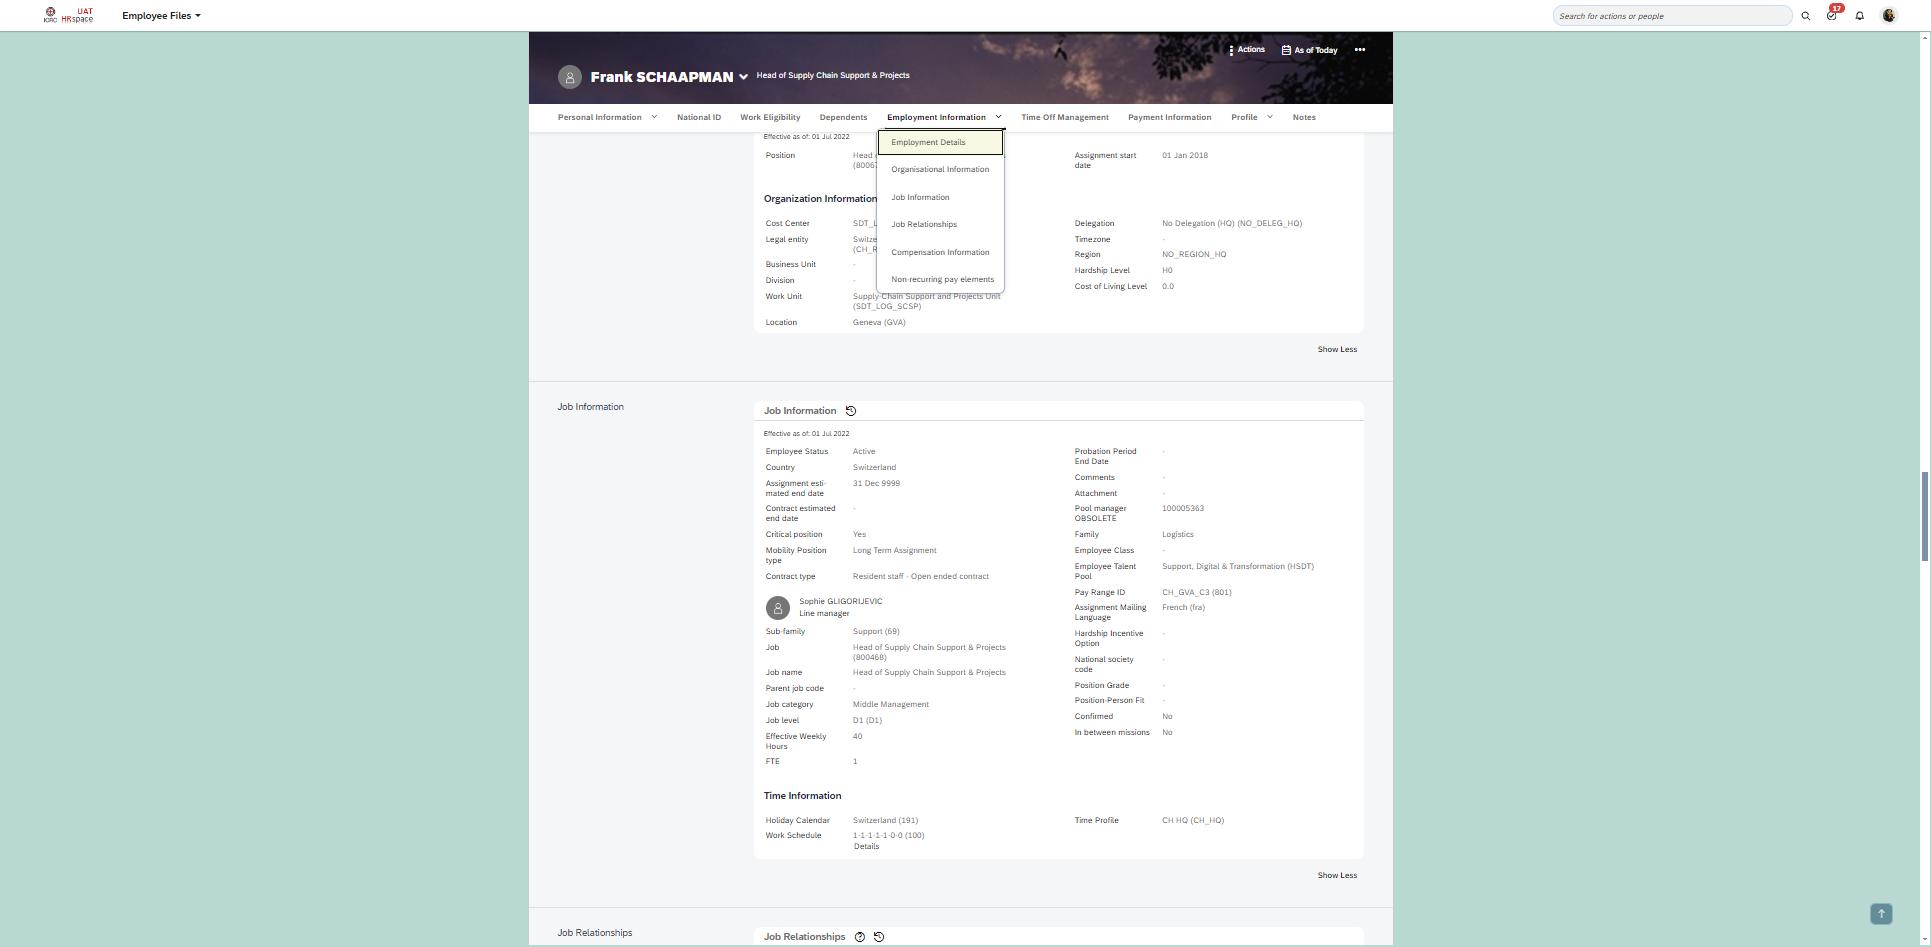 ICRC
UAT
HRspace
Employee Files
Search for actions or people
17
Actions
As of Today
Frank SCHAAPMAN
Head of Supply Chain Support & Projects
Personal Information
National ID
Work Eligibility
Dependents
Employment Information
Time Off Management
Payment Information
Profile
Notes
Employment Details
Organisational Information
Job Information
Job Relationships
Compensation Information
Non-recurring pay elements
Effective as of: 01 Jul 2022
Position
Head
(8006
Assignment start
date
01 Jan 2018
Organization Information
Cost Center
SDT_L
Legal entity
Switze
(CH_R
Business Unit
-
Division
-
Work Unit
Supply Chain Support and Projects Unit
(SDT_LOG_SCSP)
Location
Geneva (GVA)
Delegation
No Delegation (HQ) (NO_DELEG_HQ)
Timezone
-
Region
NO_REGION_HQ
Hardship Level
H0
Cost of Living Level
0.0
Show Less
Job Information
Job Information
Effective as of: 01 Jul 2022
Employee Status
Active
Country
Switzerland
Assignment esti-
mated end date
31 Dec 9999
Contract estimated
end date
-
Critical position
Yes
Mobility Position
type
Long Term Assignment
Contract type
Resident staff - Open ended contract
Sophie GLIGORIJEVIC
Line manager
Sub-family
Support (69)
Job
Head of Supply Chain Support & Projects
(800468)
Job name
Head of Supply Chain Support & Projects
Parent job code
-
Job category
Middle Management
Job level
D1 (D1)
Effective Weekly
Hours
40
FTE
1
Probation Period
End Date
-
Comments
-
Attachment
-
Pool manager
OBSOLETE
100005363
Family
Logistics
Employee Class
-
Employee Talent
Pool
Support, Digital & Transformation (HSDT)
Pay Range ID
CH_GVA_C3 (801)
Assignment Mailing
Language
French (fra)
Hardship Incentive
Option
-
National society
code
-
Position Grade
-
Position-Person Fit
-
Confirmed
No
In between missions
No
Time Information
Holiday Calendar
Switzerland (191)
Work Schedule
1-1-1-1-1-0-0 (100)
Details
Time Profile
CH HQ (CH_HQ)
Show Less
Job Relationships
Job Relationships